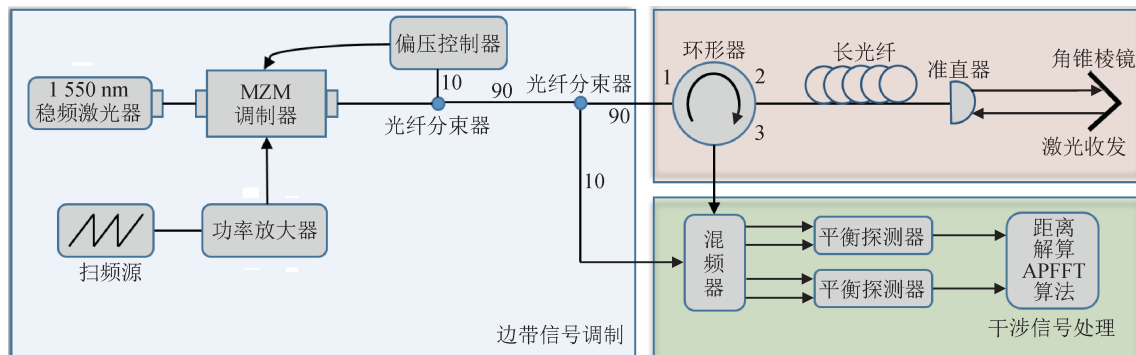 偏压控制器
10
1 550 nm
稳频激光器
MZM
调制器
90
光纤分束器
光纤分束器
90
10
扫频源
功率放大器
边带信号调制
环形器
1
2
3
长光纤
准直器
角锥棱镜
激光收发
混
频
器
平衡探测器
平衡探测器
距离
解算
APFFT
算法
干涉信号处理